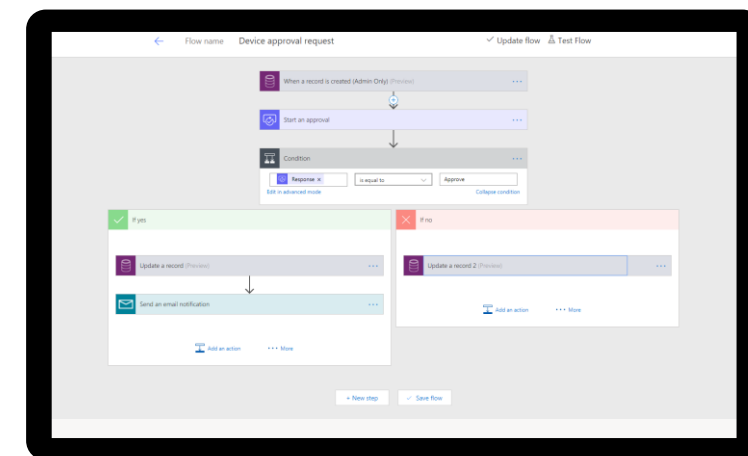 Flow name Device approval request
Update flow Test Flow
When a record is created (Admin Only) (Preview)
Start an approval
Condition
Response × is equal to Approve
Edit in advanced mode Collapse condition
If yes
Update a record (Preview)
Send an email notification
Add an action ··· More
If no
Update a record 2 (Preview)
Add an action ··· More
+ New step Save flow